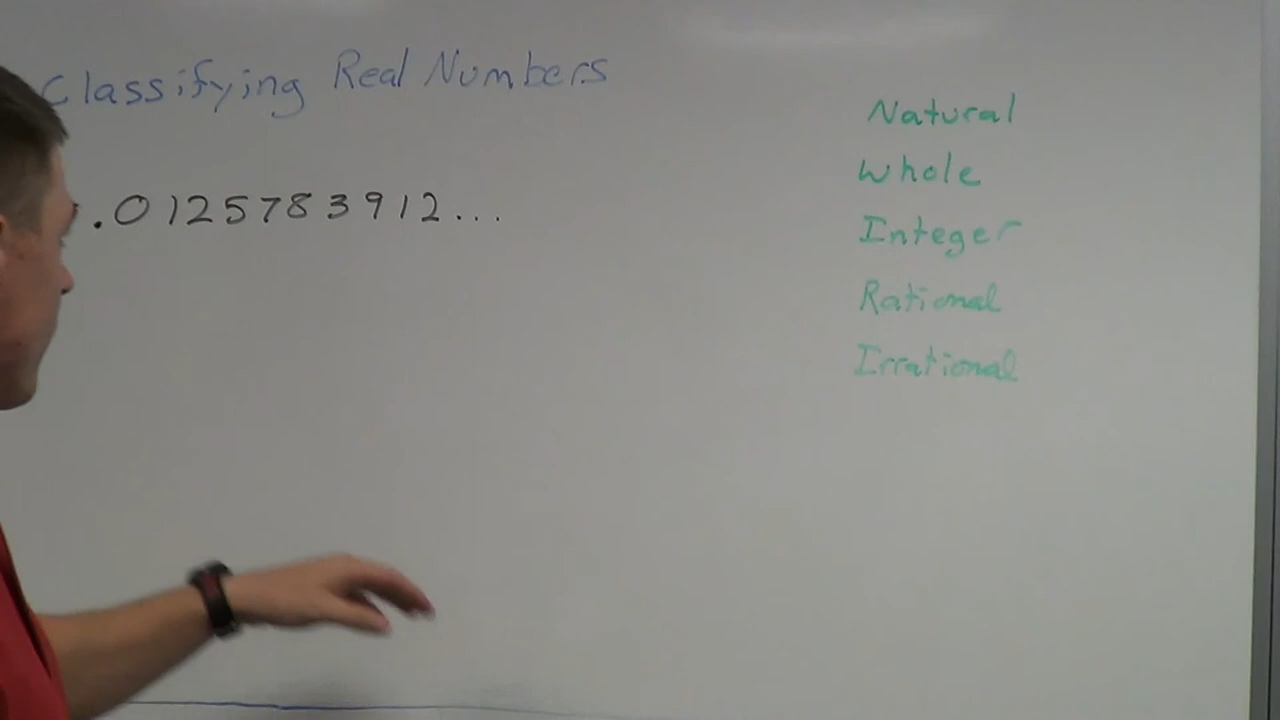 Classifying Real Numbers
.0125783912...
Natural
Whole
Integer
Rational
Irrational